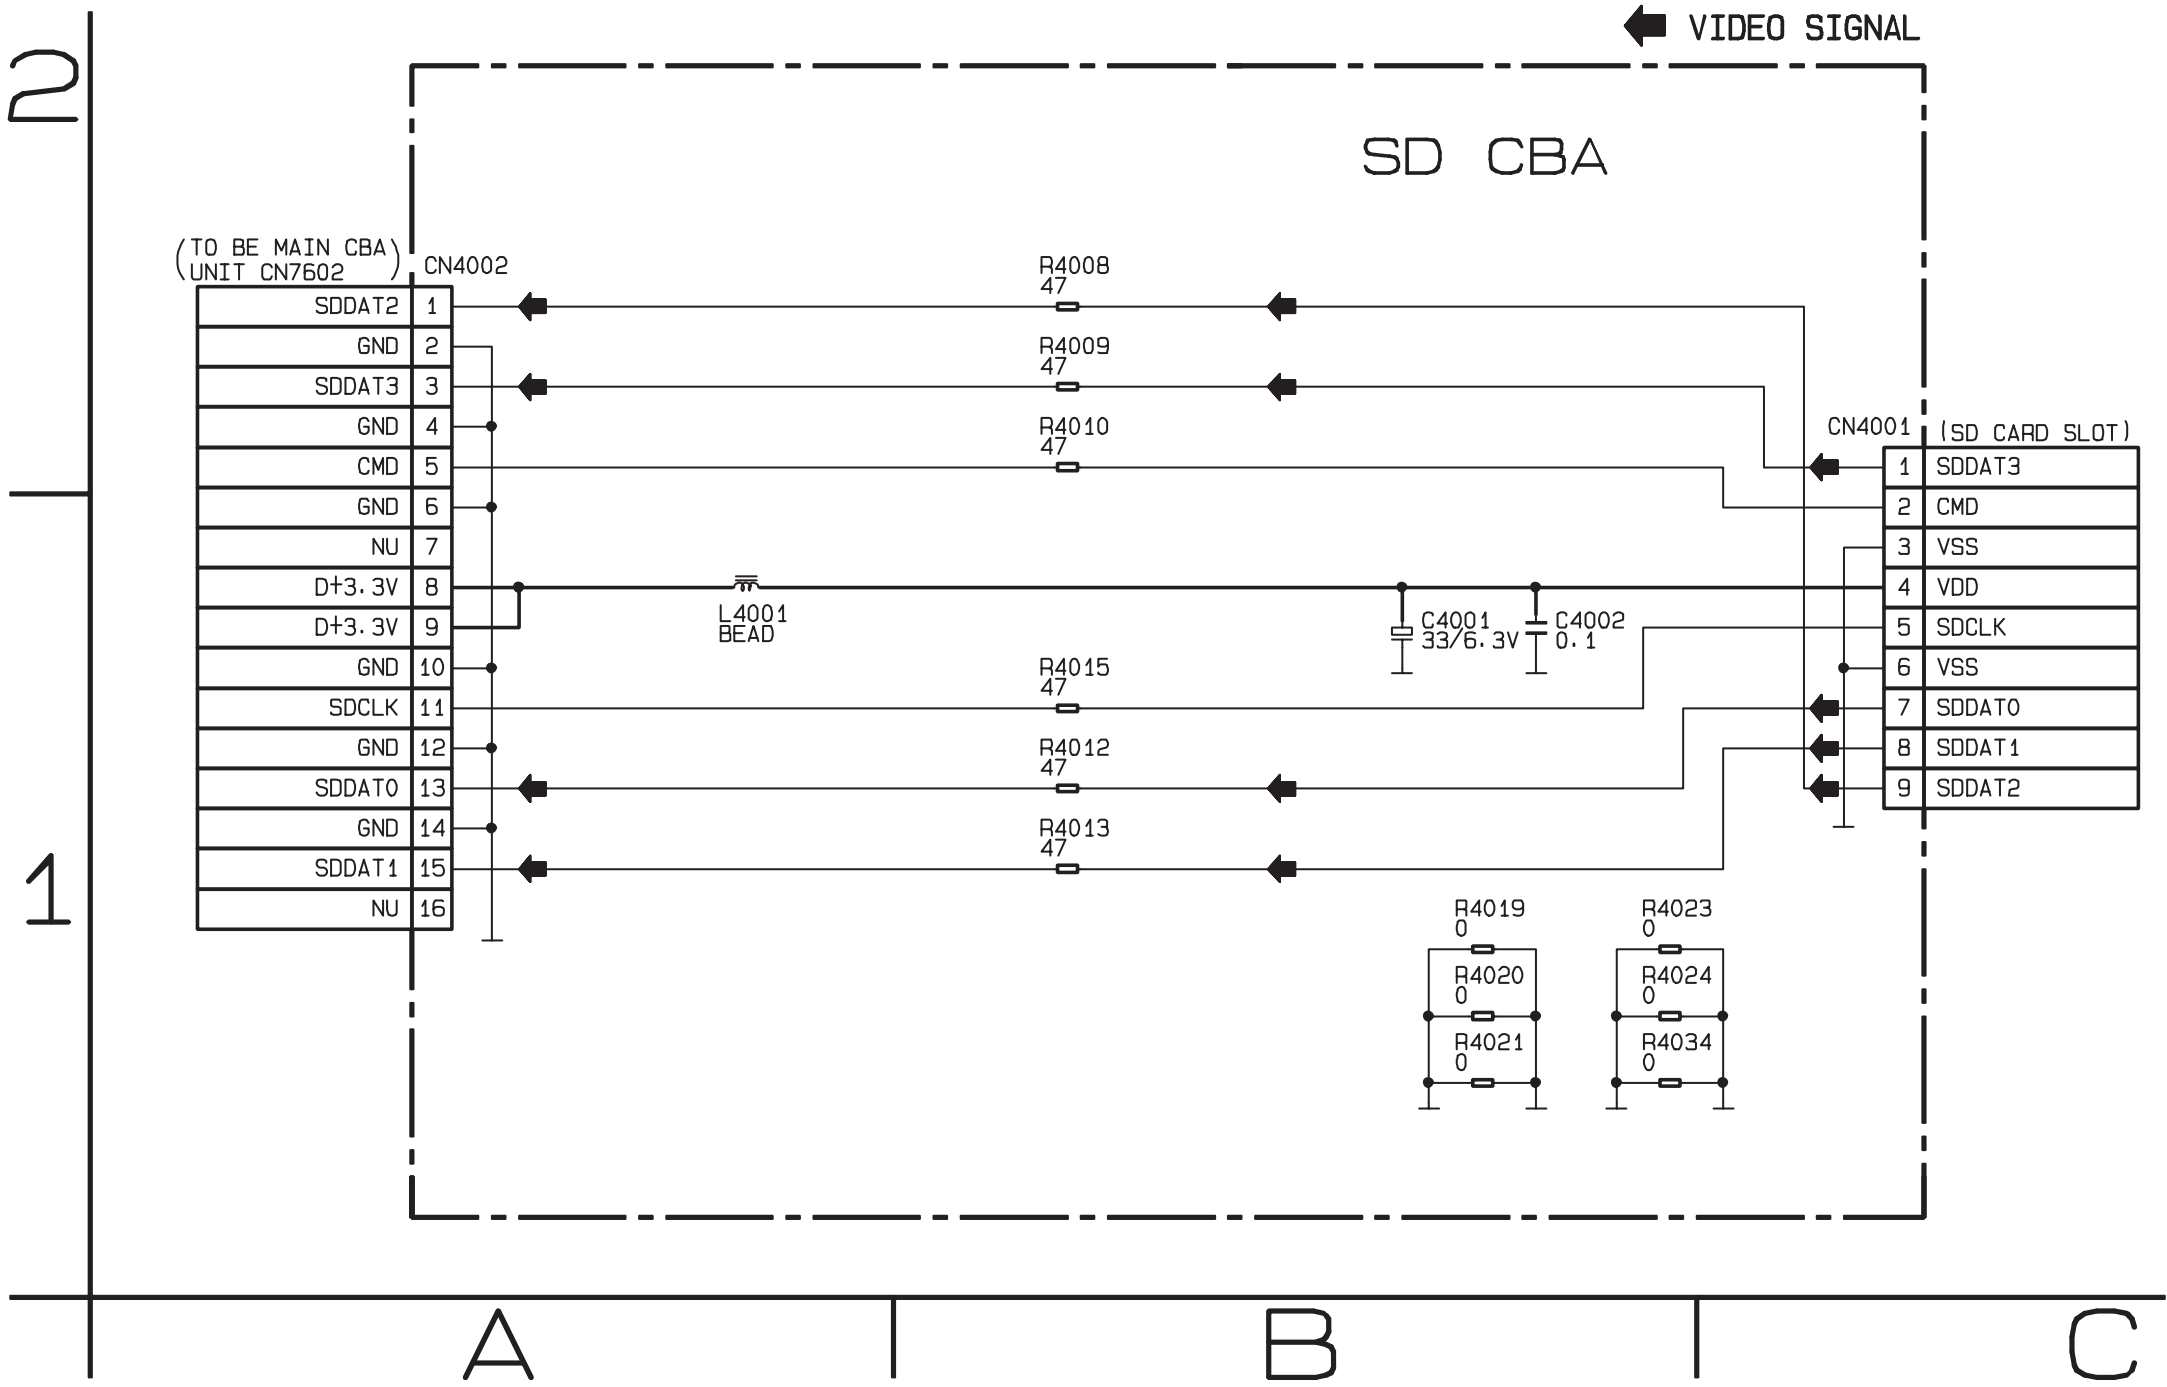 VIDEO SIGNAL
2
SD CBA
(TO BE MAIN CBA)
(UNIT CN7602)
CN4002
SDDAT2 1
GND 2
SDDAT3 3
GND 4
CMD 5
GND 6
NU 7
D+3.3V 8
D+3.3V 9
GND 10
SDCLK 11
GND 12
SDDAT0 13
GND 14
SDDAT1 15
NU 16
R4008
47
R4009
47
R4010
47
L4001
BEAD
C4001
33/6.3V
C4002
0.1
R4015
47
R4012
47
R4013
47
CN4001 (SD CARD SLOT)
1 SDDAT3
2 CMD
3 VSS
4 VDD
5 SDCLK
6 VSS
7 SDDAT0
8 SDDAT1
9 SDDAT2
R4019
0
R4020
0
R4021
0
R4023
0
R4024
0
R4034
0
1
A B C